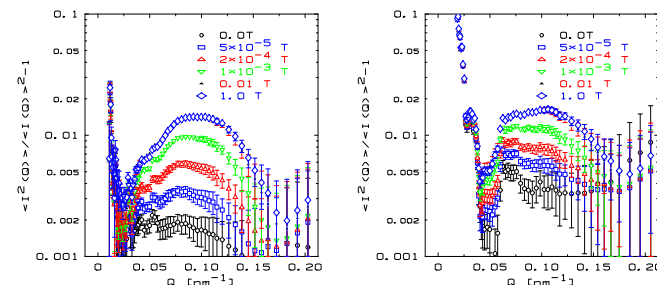 0.1
0.05
0.02
0.01
0.005
0.002
0.001
0
0.05
0.10
0.15
0.20
Q [nm⁻¹]
<I²(Q)>/<I(Q)>²-1
0.0T
5×10⁻⁵ T
2×10⁻⁴ T
1×10⁻³ T
0.01 T
1.0 T
0.1
0.05
0.02
0.01
0.005
0.002
0.001
0
0.05
0.10
0.15
0.20
Q [nm⁻¹]
<I²(Q)>/<I(Q)>²-1
0.0T
5×10⁻⁵ T
2×10⁻⁴ T
1×10⁻³ T
0.01 T
1.0 T